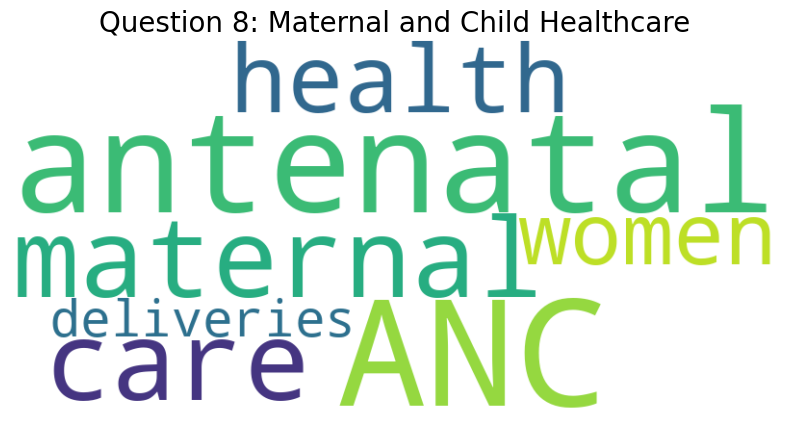 Question 8: Maternal and Child Healthcare
health
antenatal
maternal women
deliveries
care ANC